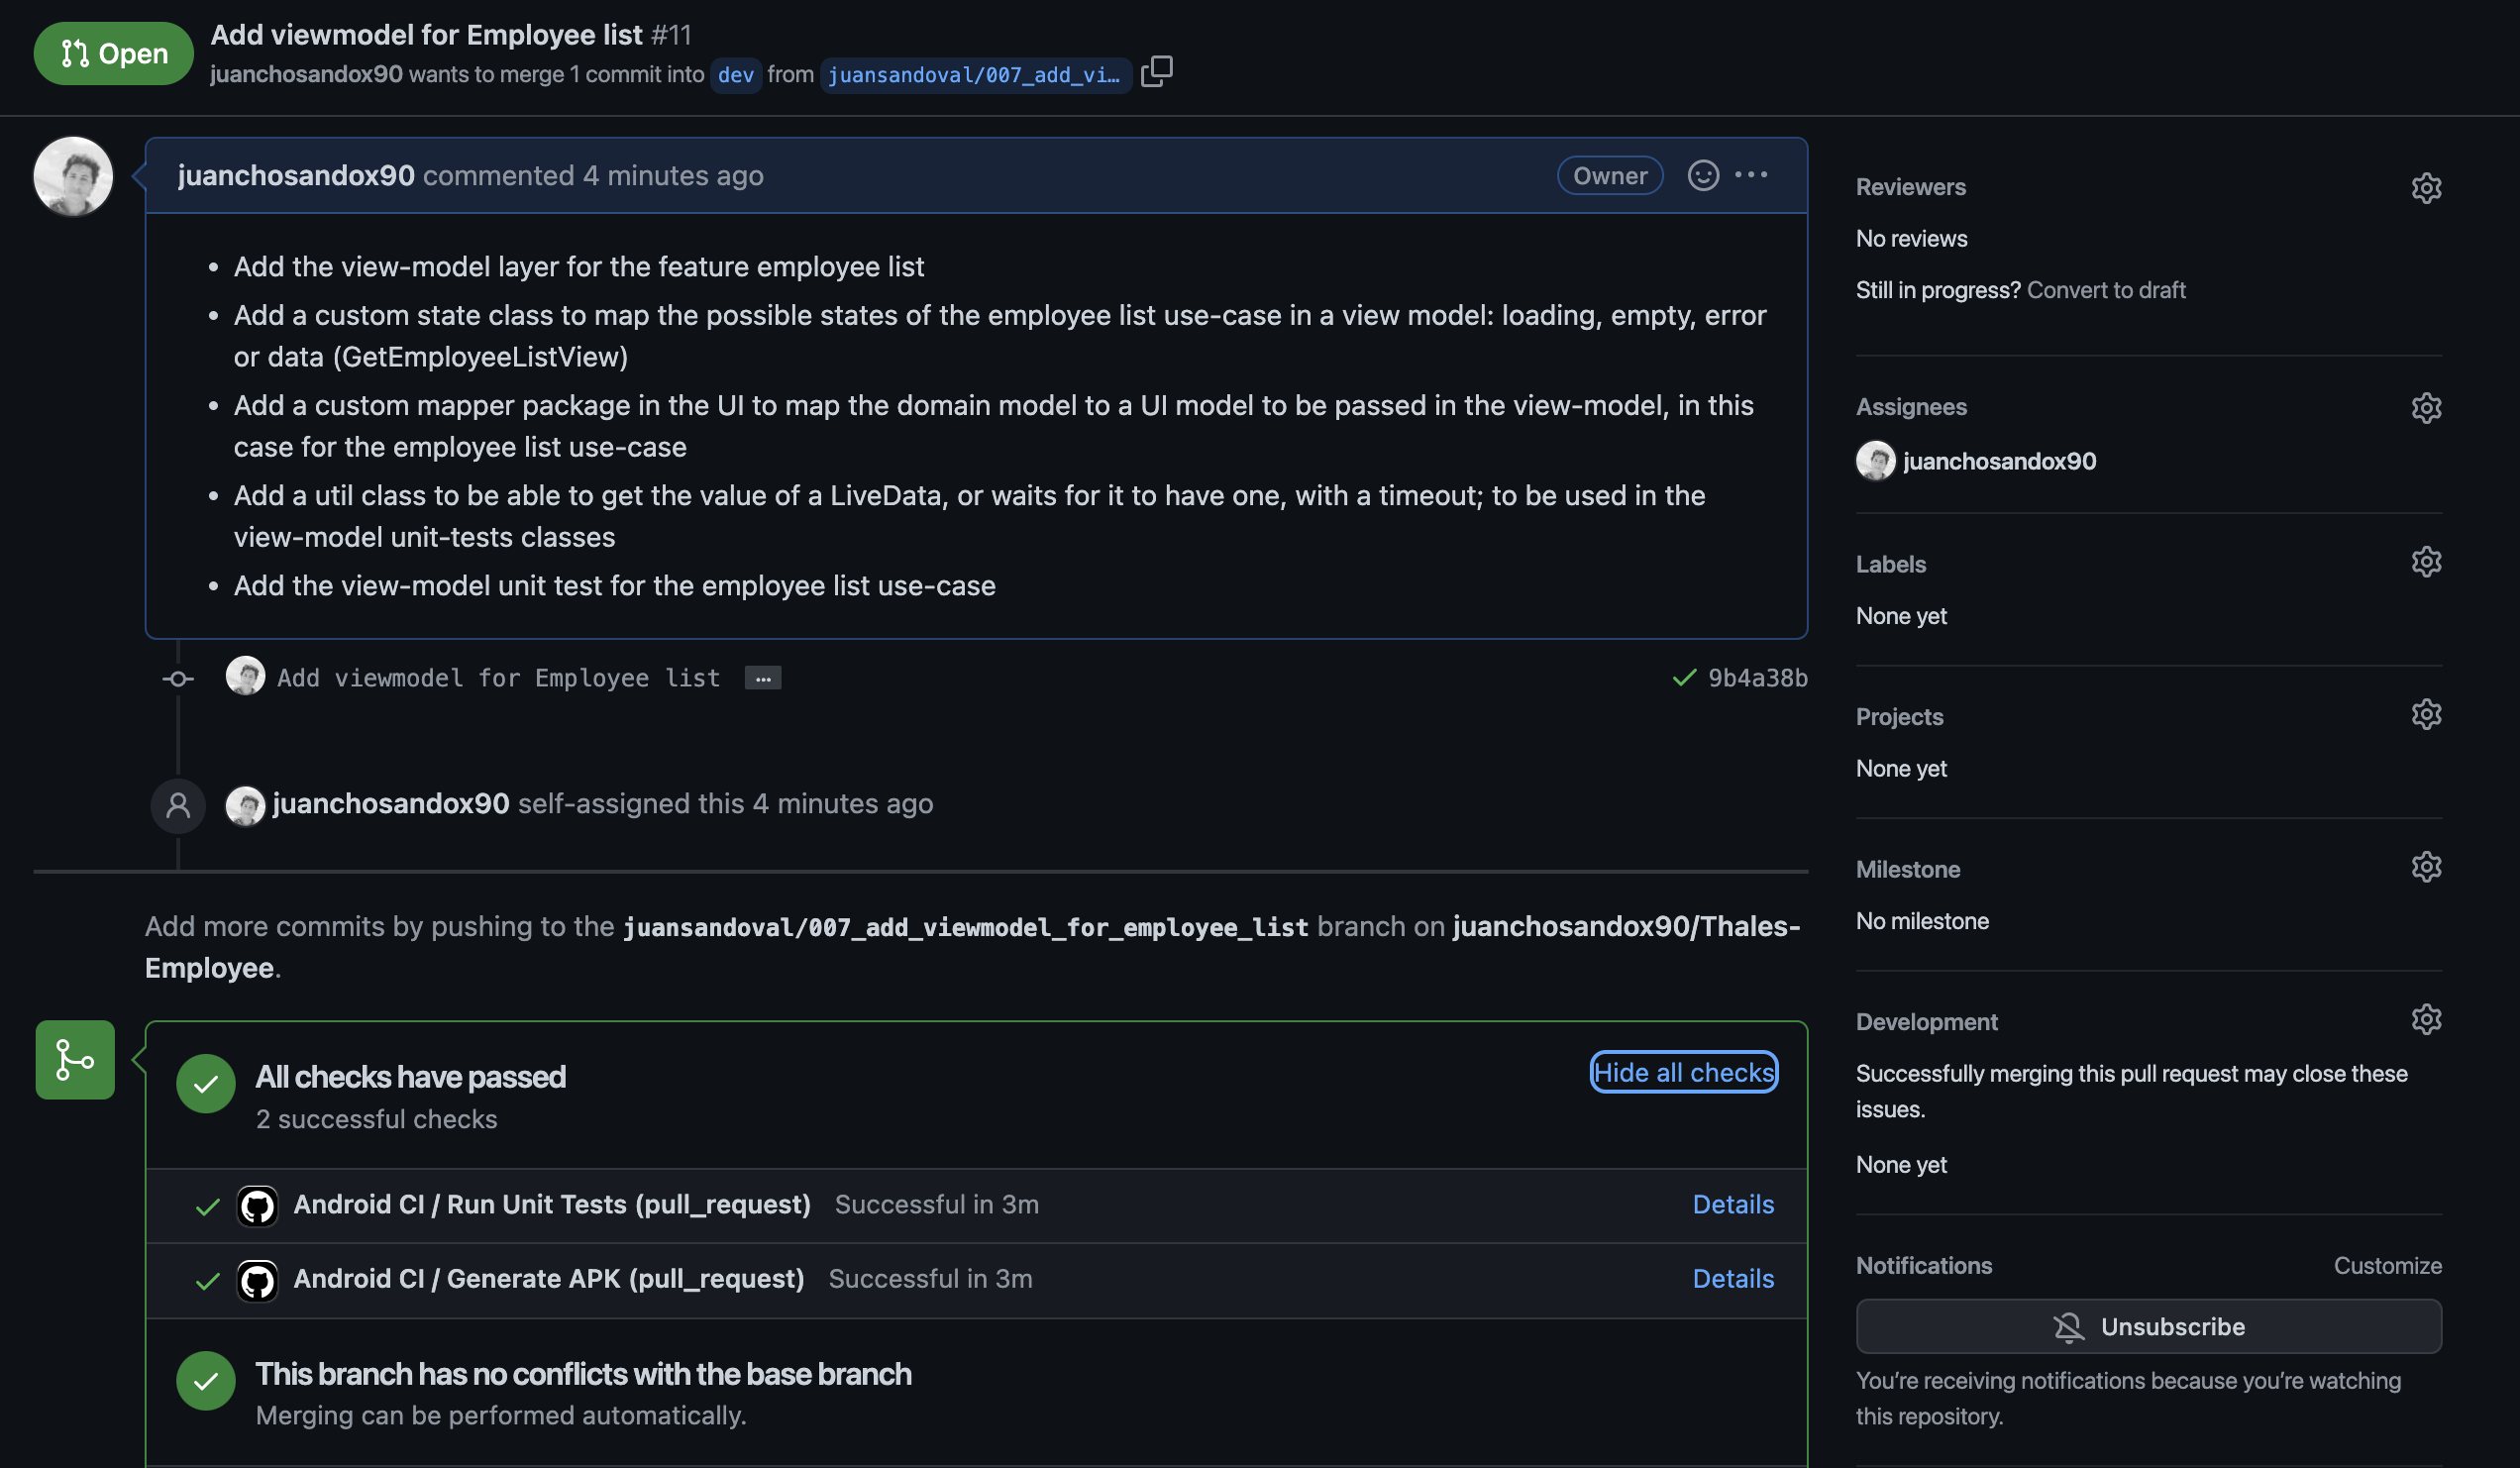 Open
Add viewmodel for Employee list #11
juanchosandox90 wants to merge 1 commit into dev from juansandoval/007_add_vi…
juanchosandox90 commented 4 minutes ago
Owner
• Add the view-model layer for the feature employee list
• Add a custom state class to map the possible states of the employee list use-case in a view model: loading, empty, error
or data (GetEmployeeListView)
• Add a custom mapper package in the UI to map the domain model to a UI model to be passed in the view-model, in this
case for the employee list use-case
• Add a util class to be able to get the value of a LiveData, or waits for it to have one, with a timeout; to be used in the
view-model unit-tests classes
• Add the view-model unit test for the employee list use-case
Add viewmodel for Employee list …
9b4a38b
juanchosandox90 self-assigned this 4 minutes ago
Add more commits by pushing to the juansandoval/007_add_viewmodel_for_employee_list branch on juanchosandox90/Thales-
Employee.
All checks have passed
Hide all checks
2 successful checks
Android CI / Run Unit Tests (pull_request) Successful in 3m
Details
Android CI / Generate APK (pull_request) Successful in 3m
Details
This branch has no conflicts with the base branch
Merging can be performed automatically.
Reviewers
No reviews
Still in progress? Convert to draft
Assignees
juanchosandox90
Labels
None yet
Projects
None yet
Milestone
No milestone
Development
Successfully merging this pull request may close these
issues.
None yet
Notifications
Customize
Unsubscribe
You're receiving notifications because you're watching
this repository.